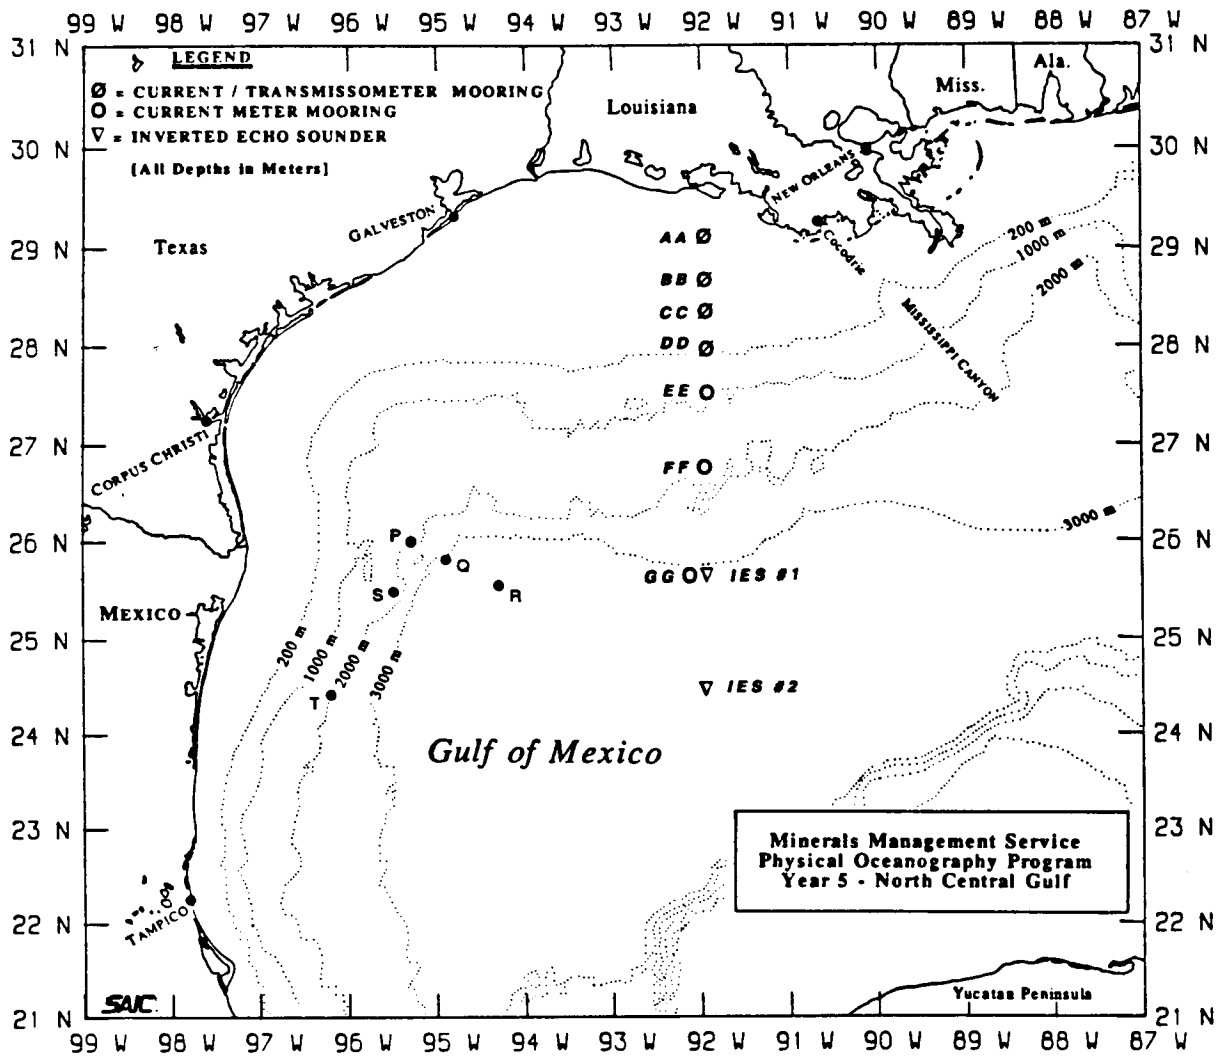 99 W 98 W 97 W 96 W 95 W 94 W 93 W 92 W 91 W 90 W 89 W 88 W 87 W
31 N 31 N
LEGEND
Ø = CURRENT / TRANSMISSOMETER MOORING
O = CURRENT METER MOORING
∇ = INVERTED ECHO SOUNDER
[All Depths in Meters]
Louisiana
Miss.
Ala.
30 N 30 N
NEW ORLEANS
GALVESTON
Texas
29 N 29 N
AA Ø
Cocodrie
200 m
1000 m
2000 m
BB Ø
CC Ø
MISSISSIPPI CANYON
28 N 28 N
DD Ø
EE O
27 N 27 N
CORPUS CHRISTI
FF O
3000 m
26 N 26 N
P
Q
GG O ∇ IES #1
S
R
MEXICO
25 N 25 N
200 m
1000 m
2000 m
3000 m
T
∇ IES #2
24 N 24 N
Gulf of Mexico
23 N 23 N
Minerals Management Service
Physical Oceanography Program
Year 5 - North Central Gulf
22 N 22 N
TAMPICO
SAIC
Yucatan Peninsula
21 N 21 N
99 W 98 W 97 W 96 W 95 W 94 W 93 W 92 W 91 W 90 W 89 W 88 W 87 W